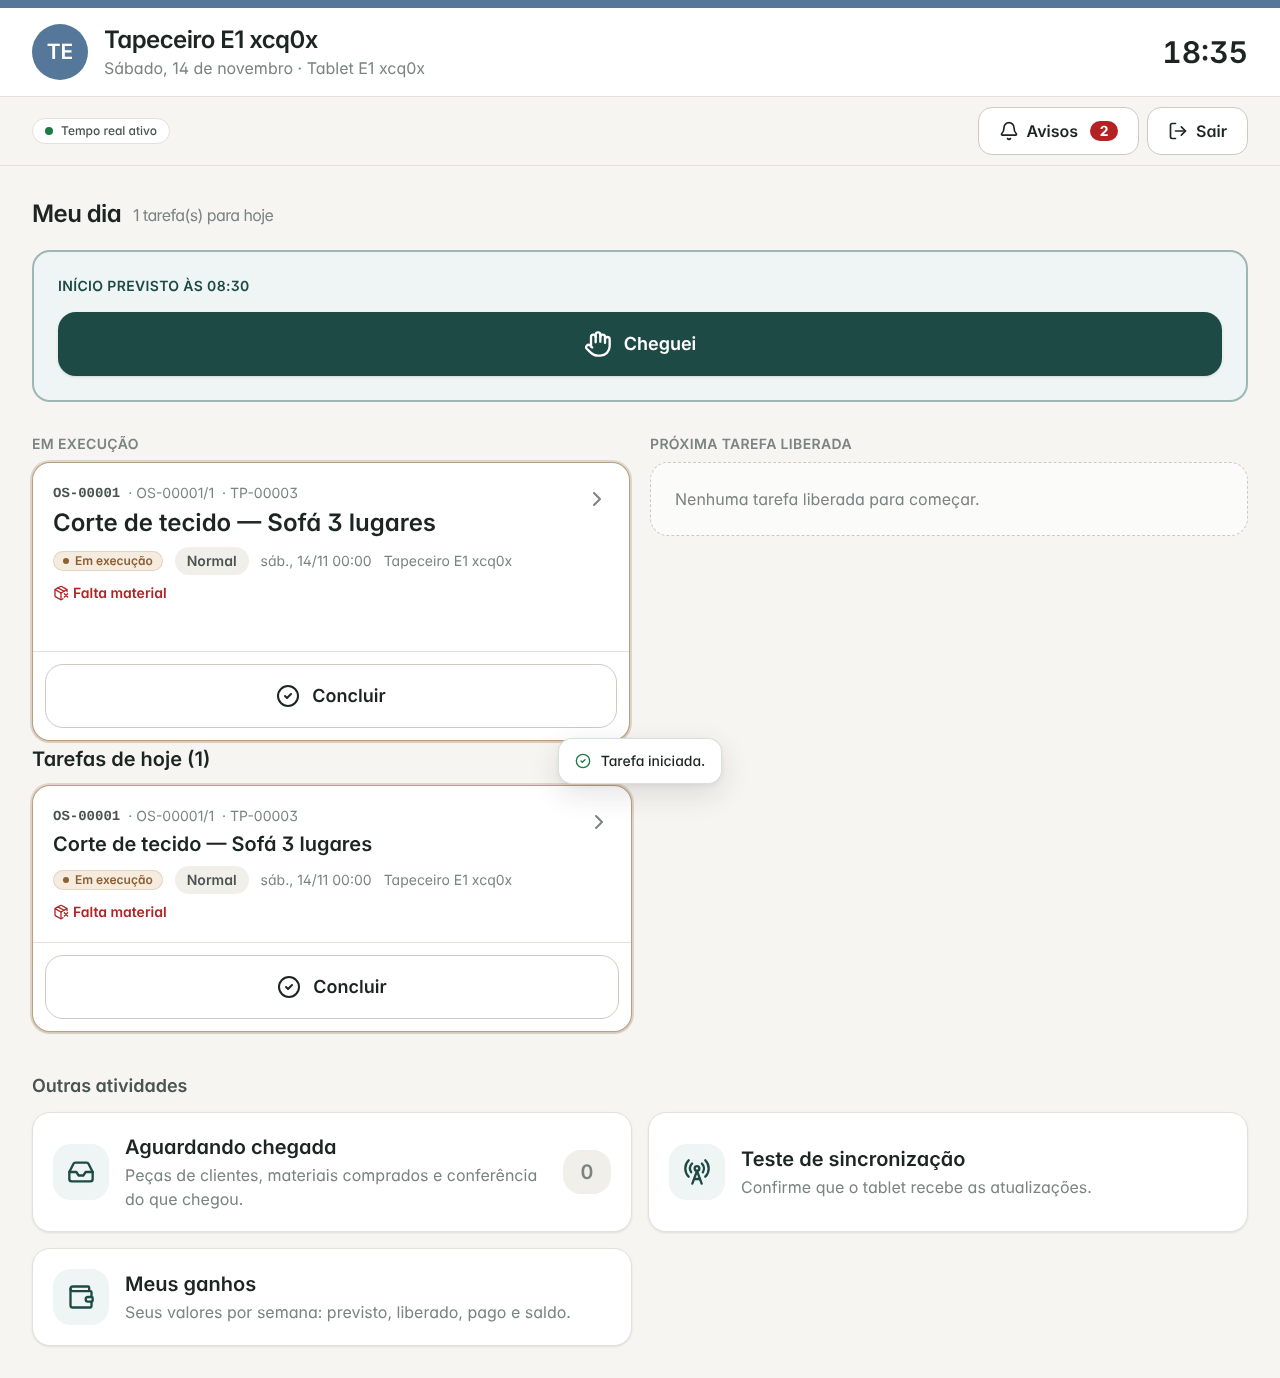 TE
Tapeceiro E1 xcq0x
Sábado, 14 de novembro · Tablet E1 xcq0x
18:35
Tempo real ativo
Avisos 2
Sair
Meu dia 1 tarefa(s) para hoje
INÍCIO PREVISTO ÀS 08:30
Cheguei
EM EXECUÇÃO
OS-00001 · OS-00001/1 · TP-00003
Corte de tecido — Sofá 3 lugares
Em execução Normal sáb., 14/11 00:00 Tapeceiro E1 xcq0x
Falta material
Concluir
PRÓXIMA TAREFA LIBERADA
Nenhuma tarefa liberada para começar.
Tarefas de hoje (1)
Tarefa iniciada.
OS-00001 · OS-00001/1 · TP-00003
Corte de tecido — Sofá 3 lugares
Em execução Normal sáb., 14/11 00:00 Tapeceiro E1 xcq0x
Falta material
Concluir
Outras atividades
Aguardando chegada
Peças de clientes, materiais comprados e conferência
do que chegou.
0
Teste de sincronização
Confirme que o tablet recebe as atualizações.
Meus ganhos
Seus valores por semana: previsto, liberado, pago e saldo.